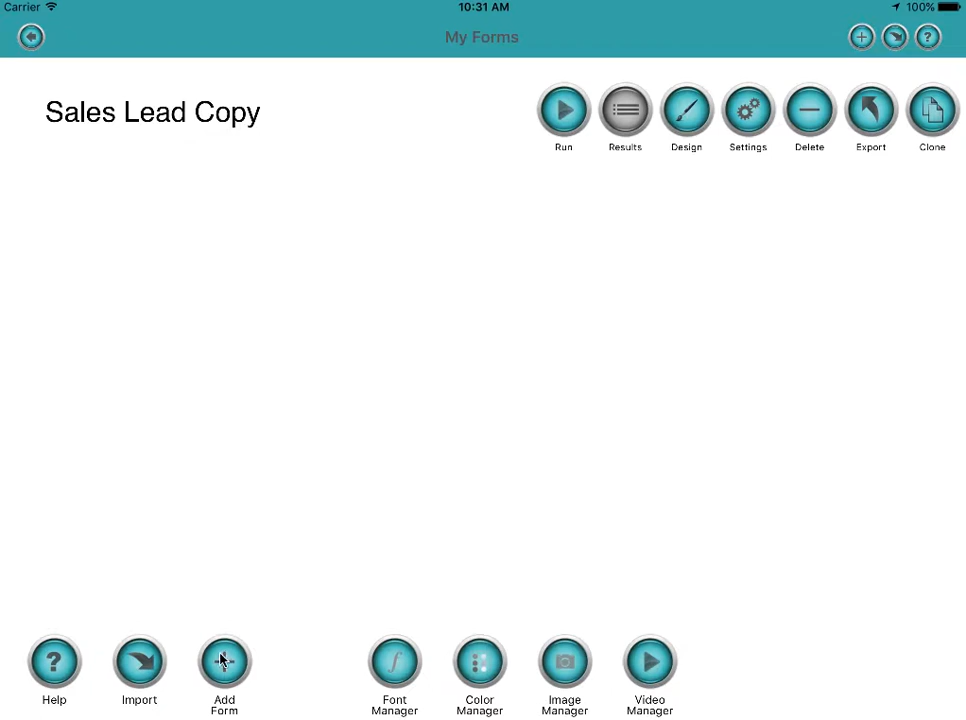 Carrier 10:31 AM 100%
My Forms
+ ?
Sales Lead Copy
Run Results Design Settings Delete Export Clone
?
Help Import Add Form Font Manager Color Manager Image Manager Video Manager